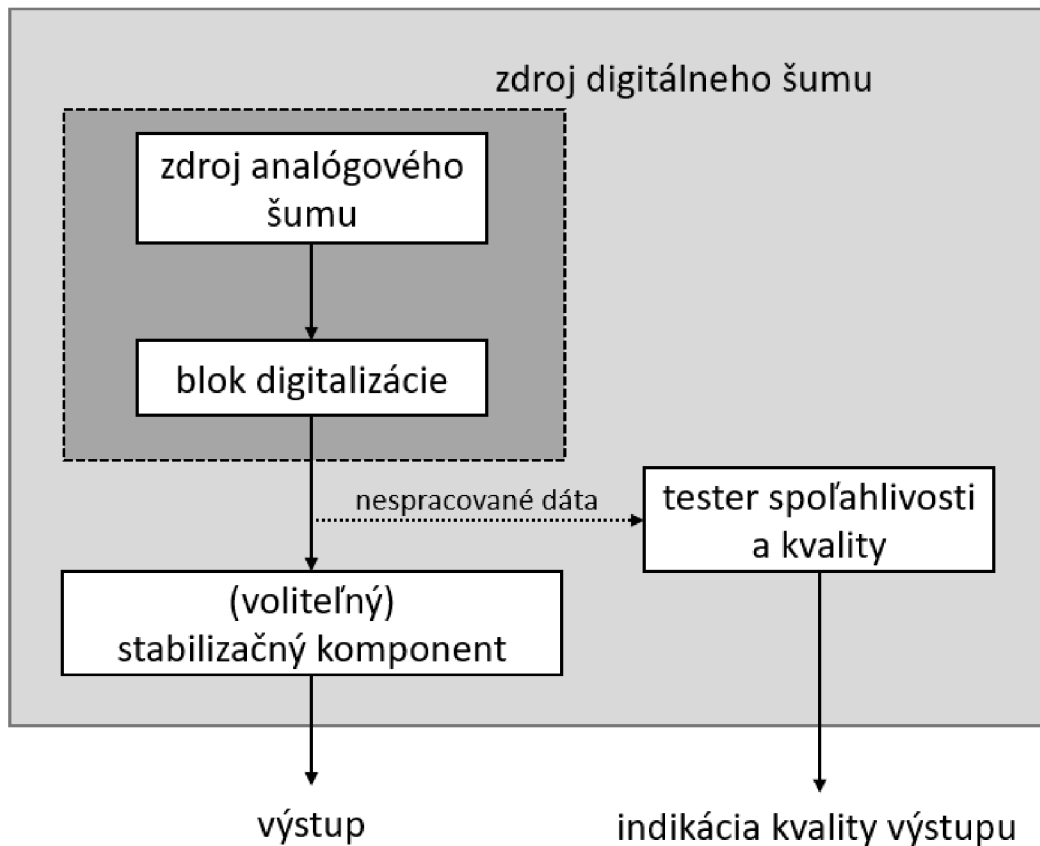 zdroj digitálneho šumu
zdroj analógového
šumu
blok digitalizácie
nespracované dáta
tester spoľahlivosti
a kvality
(voliteľný)
stabilizačný komponent
výstup
indikácia kvality výstupu